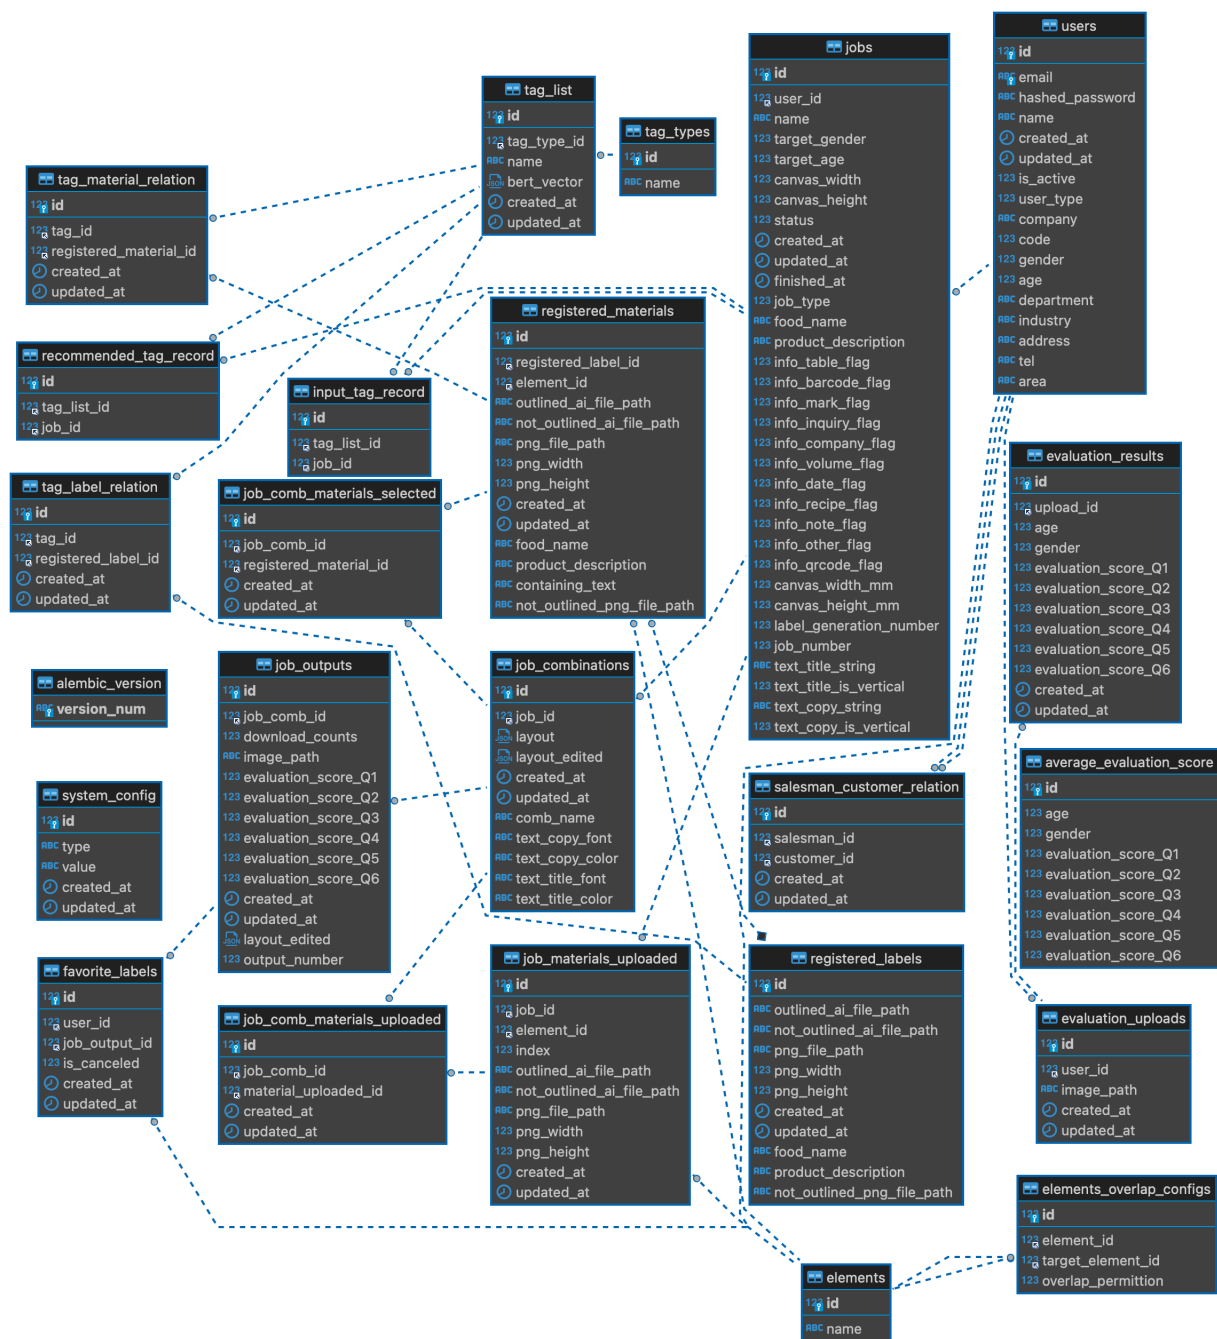 users
id
email
hashed_password
name
created_at
updated_at
is_active
user_type
company
code
gender
age
department
industry
address
tel
area
jobs
id
user_id
name
target_gender
target_age
canvas_width
canvas_height
status
created_at
updated_at
finished_at
job_type
food_name
product_description
info_table_flag
info_barcode_flag
info_mark_flag
info_inquiry_flag
info_company_flag
info_volume_flag
info_date_flag
info_recipe_flag
info_note_flag
info_other_flag
info_qrcode_flag
canvas_width_mm
canvas_height_mm
label_generation_number
job_number
text_title_string
text_title_is_vertical
text_copy_string
text_copy_is_vertical
tag_list
id
tag_type_id
name
bert_vector
created_at
updated_at
tag_types
id
name
tag_material_relation
id
tag_id
registered_material_id
created_at
updated_at
registered_materials
id
registered_label_id
element_id
outlined_ai_file_path
not_outlined_ai_file_path
png_file_path
png_width
png_height
created_at
updated_at
food_name
product_description
containing_text
not_outlined_png_file_path
recommended_tag_record
id
tag_list_id
job_id
input_tag_record
id
tag_list_id
job_id
tag_label_relation
id
tag_id
registered_label_id
created_at
updated_at
job_comb_materials_selected
id
job_comb_id
registered_material_id
created_at
updated_at
evaluation_results
id
upload_id
age
gender
evaluation_score_Q1
evaluation_score_Q2
evaluation_score_Q3
evaluation_score_Q4
evaluation_score_Q5
evaluation_score_Q6
created_at
updated_at
alembic_version
version_num
job_outputs
id
job_comb_id
download_counts
image_path
evaluation_score_Q1
evaluation_score_Q2
evaluation_score_Q3
evaluation_score_Q4
evaluation_score_Q5
evaluation_score_Q6
created_at
updated_at
layout_edited
output_number
job_combinations
id
job_id
layout
layout_edited
created_at
updated_at
comb_name
text_copy_font
text_copy_color
text_title_font
text_title_color
average_evaluation_score
id
age
gender
evaluation_score_Q1
evaluation_score_Q2
evaluation_score_Q3
evaluation_score_Q4
evaluation_score_Q5
evaluation_score_Q6
salesman_customer_relation
id
salesman_id
customer_id
created_at
updated_at
system_config
id
type
value
created_at
updated_at
favorite_labels
id
user_id
job_output_id
is_canceled
created_at
updated_at
job_comb_materials_uploaded
id
job_comb_id
material_uploaded_id
created_at
updated_at
job_materials_uploaded
id
job_id
element_id
index
outlined_ai_file_path
not_outlined_ai_file_path
png_file_path
png_width
png_height
created_at
updated_at
registered_labels
id
outlined_ai_file_path
not_outlined_ai_file_path
png_file_path
png_width
png_height
created_at
updated_at
food_name
product_description
not_outlined_png_file_path
evaluation_uploads
id
user_id
image_path
created_at
updated_at
elements_overlap_configs
id
element_id
target_element_id
overlap_permittion
elements
id
name